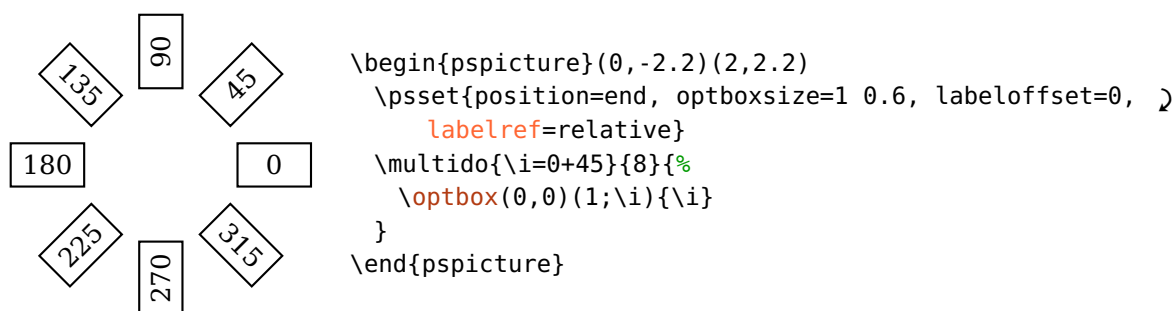 90
135
45
180
0
225
315
270
\begin{pspicture}(0,-2.2)(2,2.2)
\psset{position=end, optboxsize=1 0.6, labeloffset=0,
labelref=relative}
\multido{\i=0+45}{8}{%
\optbox(0,0)(1;\i){\i}
}
\end{pspicture}